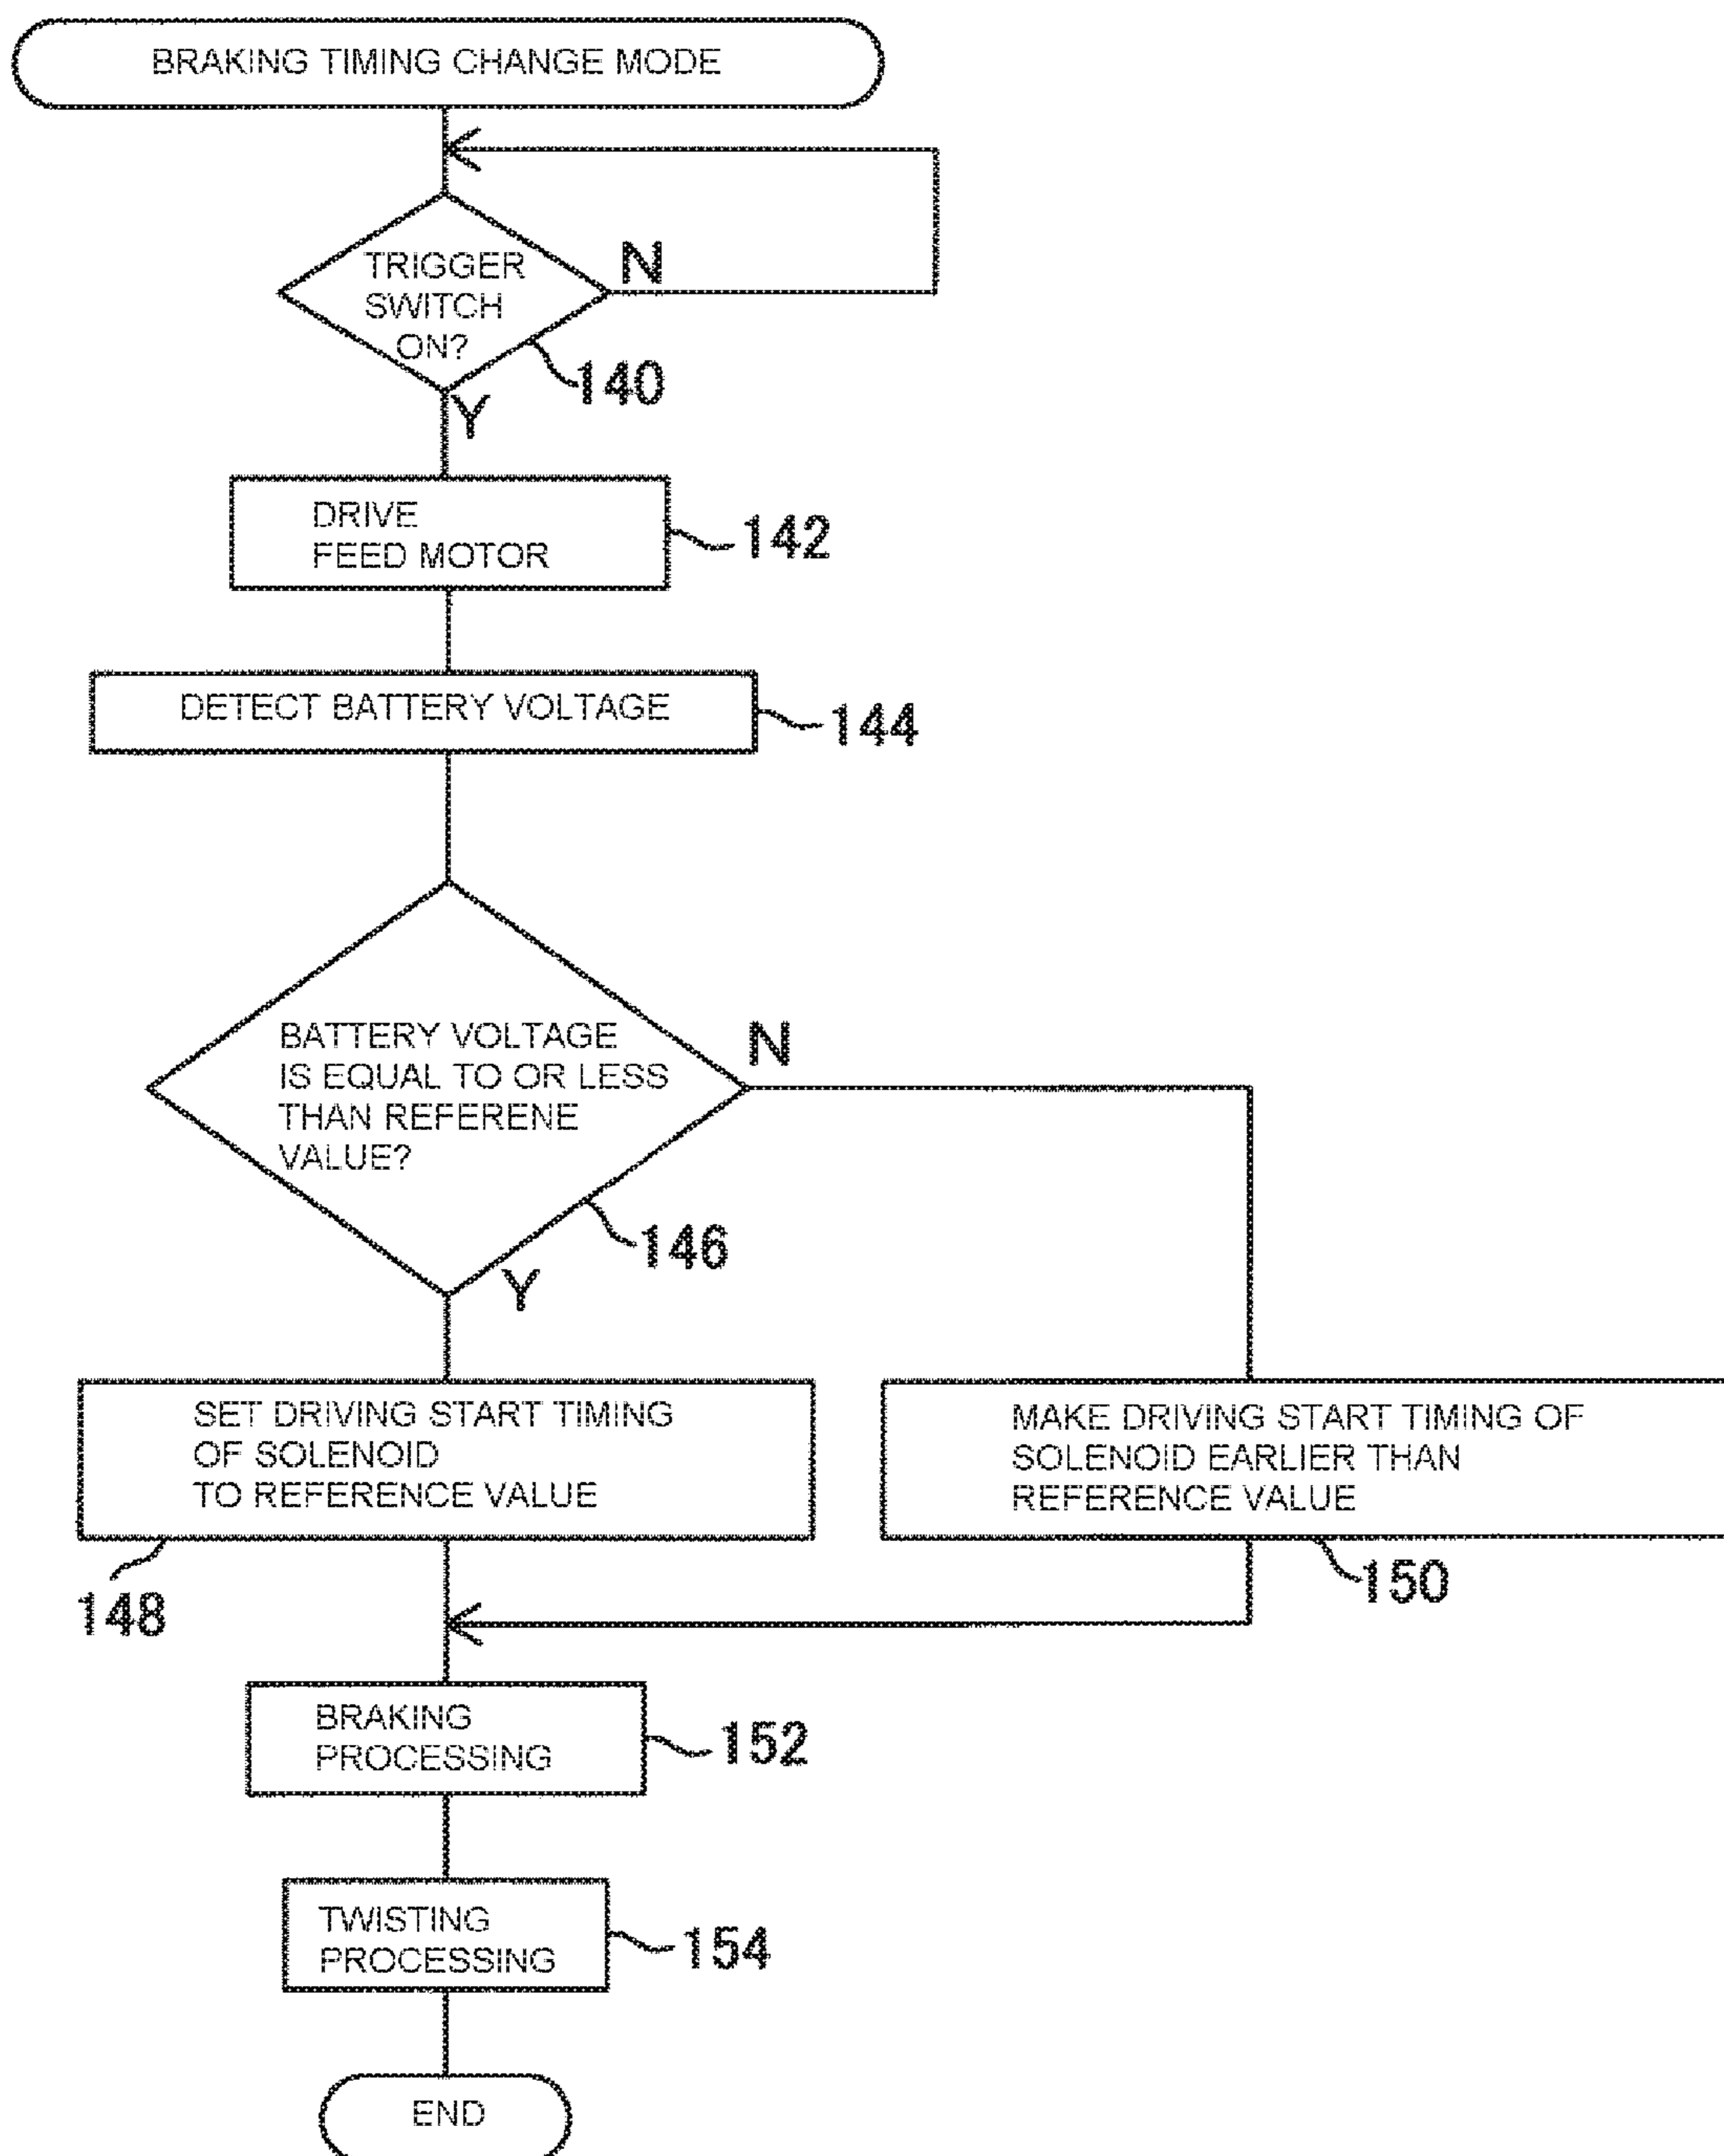 BRAKING TIMING CHANGE MODE
TRIGGER
SWITCH
ON?
N
140
Y
DRIVE
FEED MOTOR
142
DETECT BATTERY VOLTAGE
144
BATTERY VOLTAGE
IS EQUAL TO OR LESS
THAN REFERENE
VALUE?
N
146
Y
SET DRIVING START TIMING
OF SOLENOID
TO REFERENCE VALUE
148
MAKE DRIVING START TIMING OF
SOLENOID EARLIER THAN
REFERENCE VALUE
150
BRAKING
PROCESSING
152
TWISTING
PROCESSING
154
END